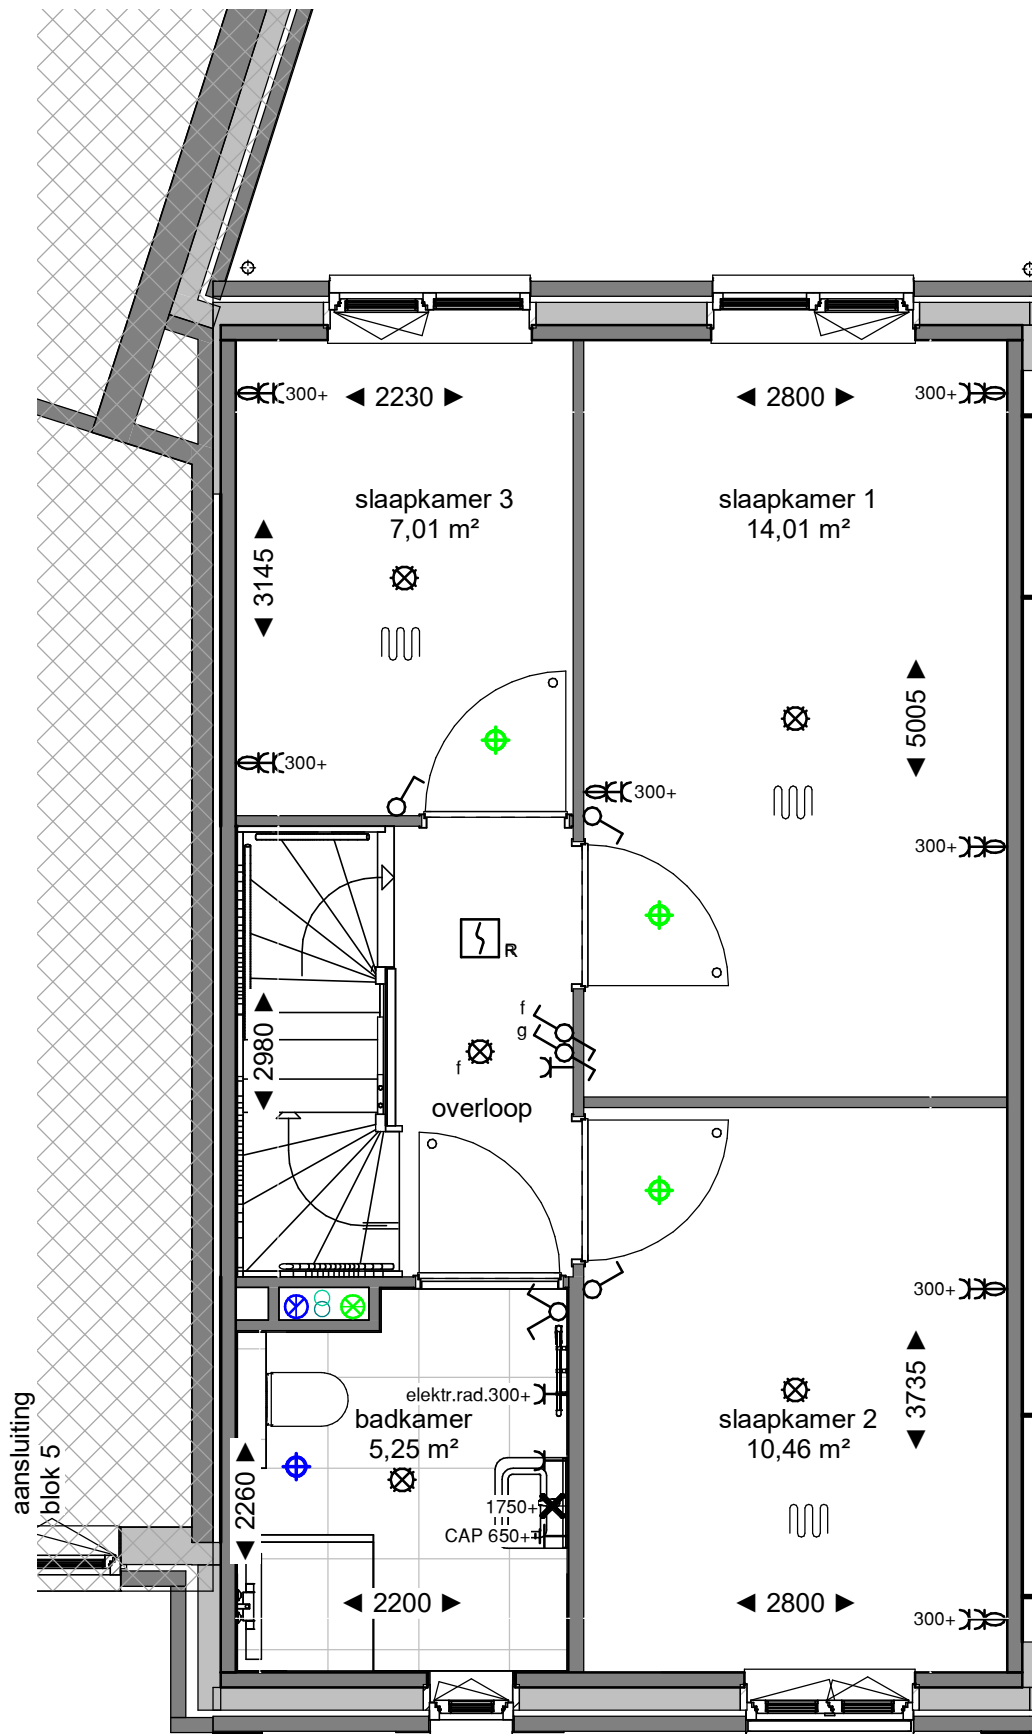 300+
◄ 2230 ►
◄ 2800 ►
300+
slaapkamer 3
7,01 m²
slaapkamer 1
14,01 m²
◄ 3145 ►
◄ 5005 ►
300+
300+
300+
R
f
g
f
◄ 2980 ►
overloop
300+
elektr.rad.300+
badkamer
5,25 m²
slaapkamer 2
10,46 m²
◄ 3735 ►
aansluiting
blok 5
◄ 2260 ►
1750+
CAP 650+
◄ 2200 ►
◄ 2800 ►
300+